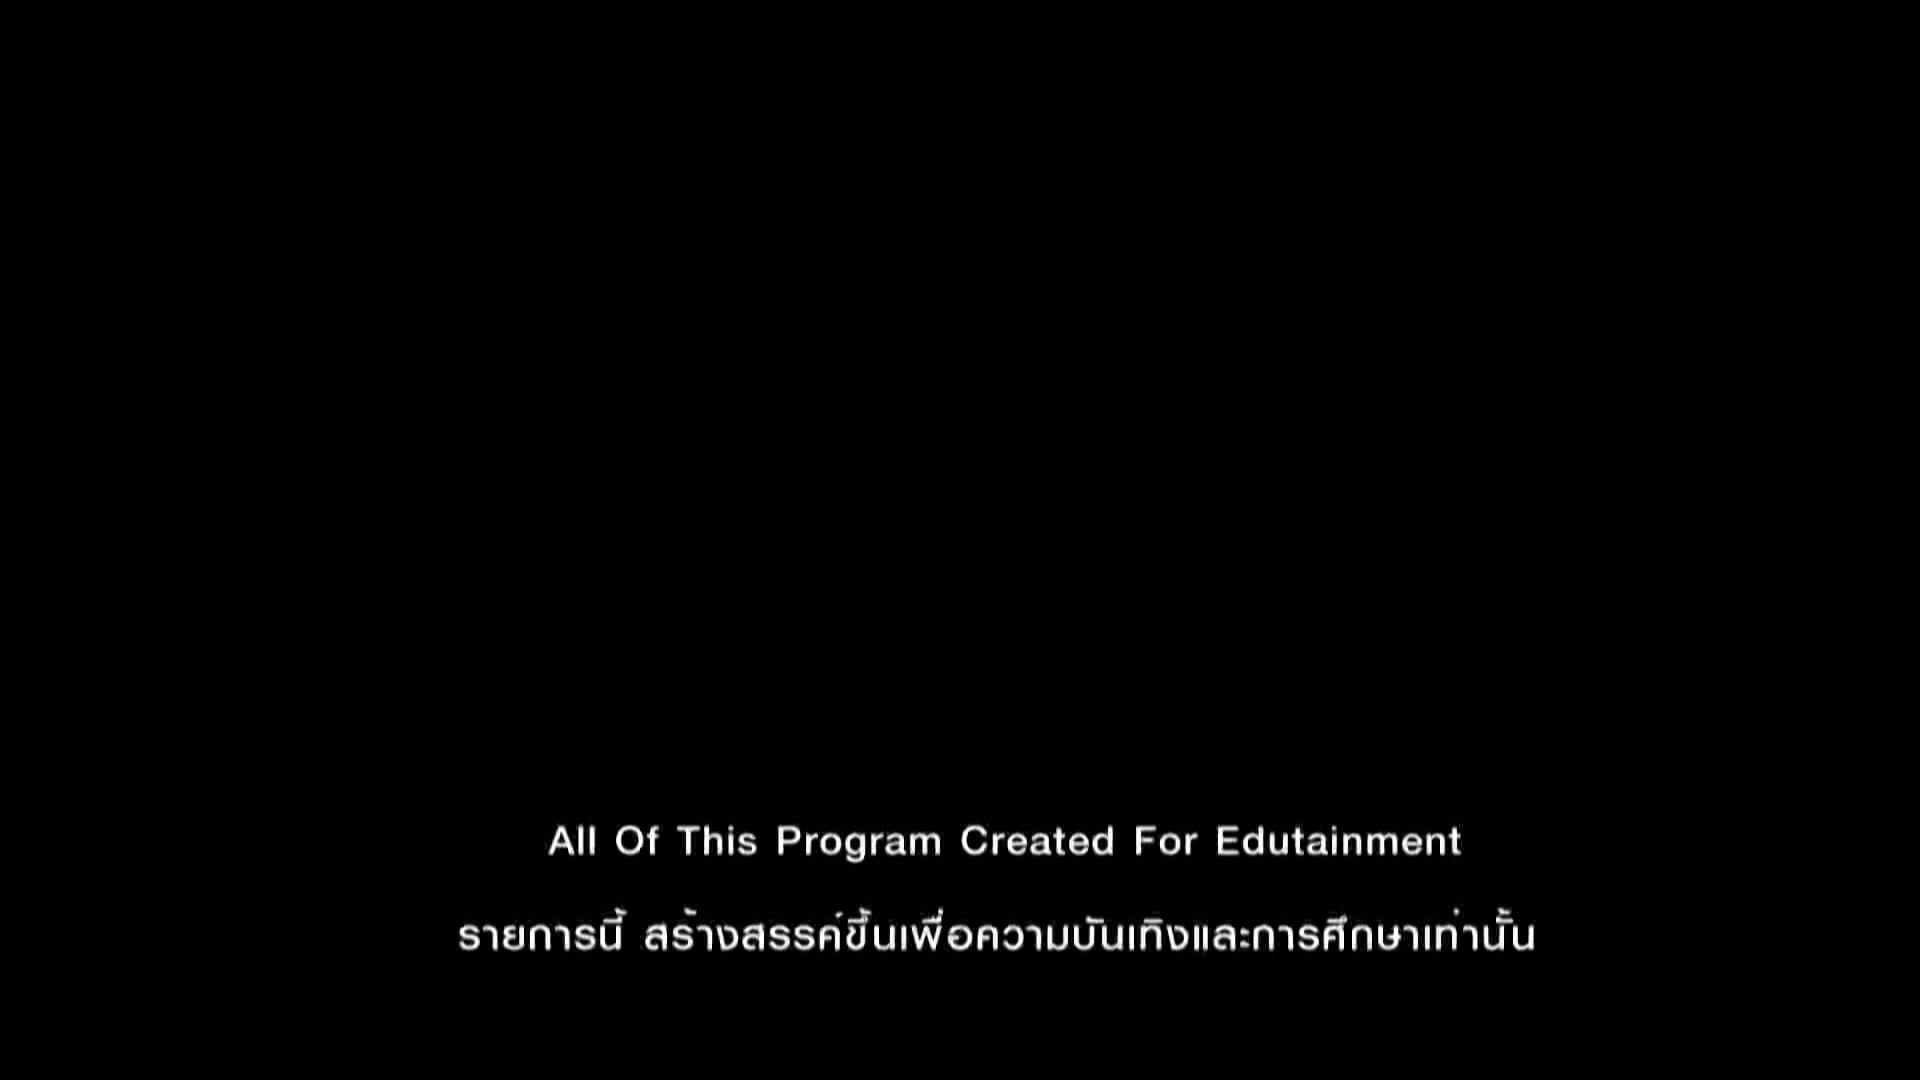 All Of This Program Created For Edutainment
รายการนี้ สร้างสรรค์ขึ้นเพื่อความบันเทิงและการศึกษาเท่านั้น